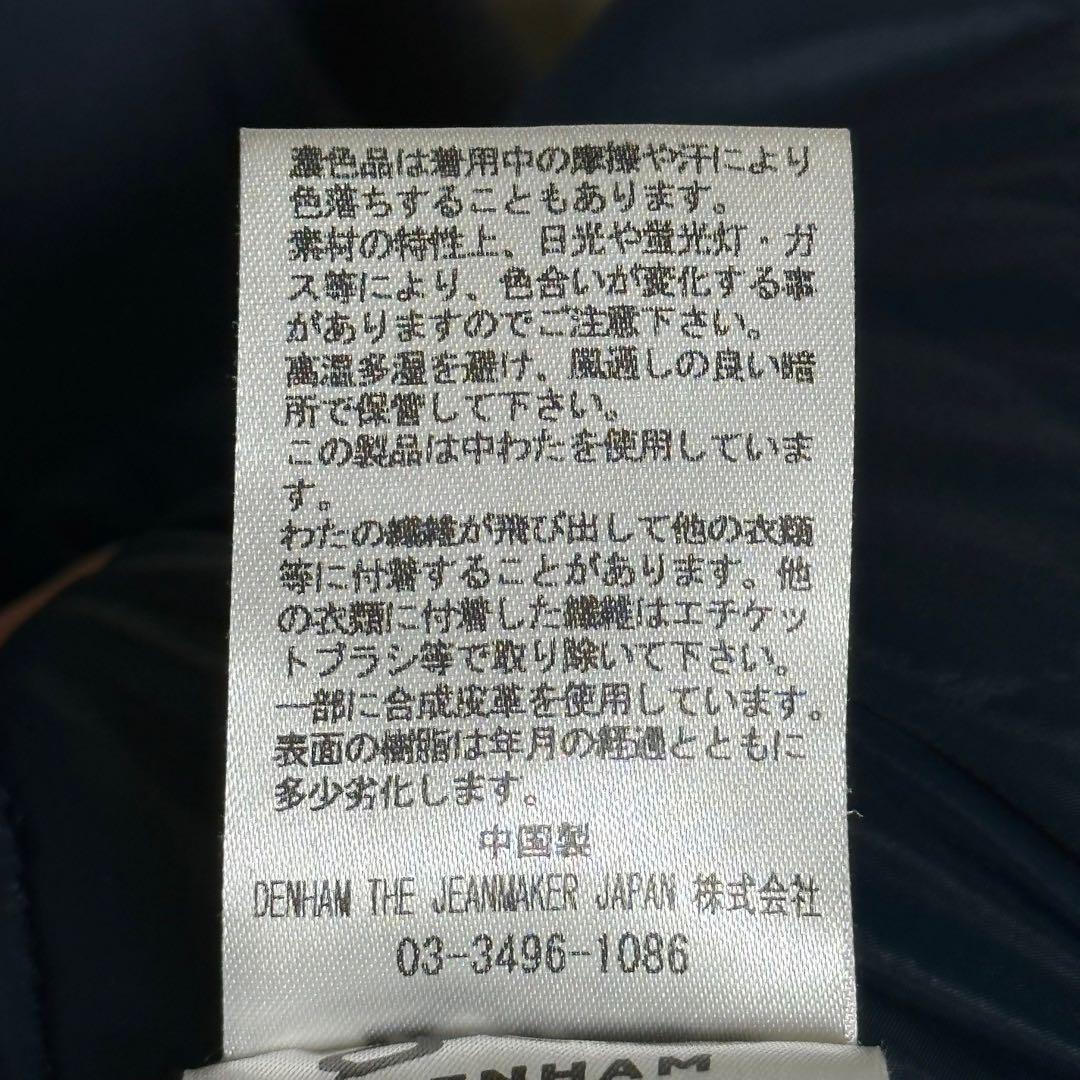 濃色品は着用中の摩擦や汗により
色落ちすることもあります。
素材の特性上、日光や蛍光灯・ガ
ス等により、色合いが変化する事
がありますのでご注意下さい。
高温多湿を避け、風通しの良い暗
所で保管して下さい。
この製品は中わたを使用していま
す。
わたの繊維が飛び出して他の衣類
等に付着することがあります。他
の衣類に付着した繊維はエチケッ
トブラシ等で取り除いて下さい。
一部に合成皮革を使用しています。
表面の樹脂は年月の経過とともに
多少劣化します。
中国製
DENHAM THE JEANMAKER JAPAN 株式会社
03-3496-1086
DENHAM